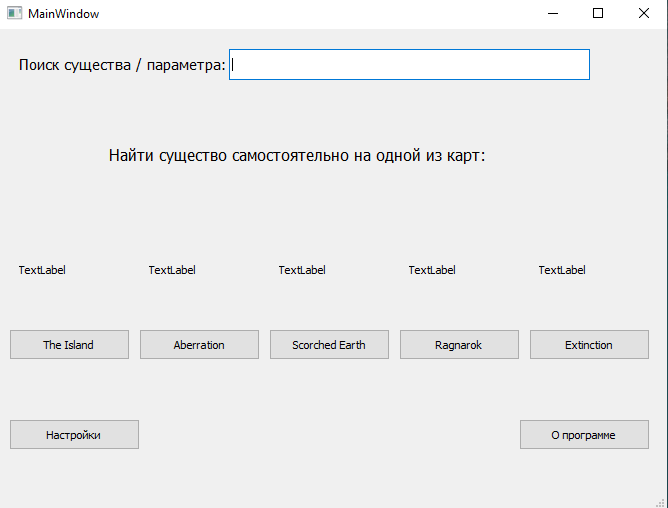 MainWindow
Поиск существа / параметра:
Найти существо самостоятельно на одной из карт:
TextLabel TextLabel TextLabel TextLabel TextLabel
The Island Aberration Scorched Earth Ragnarok Extinction
Настройки О программе